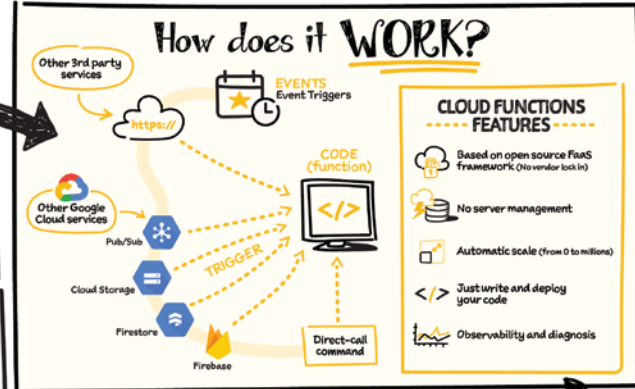 How does it WORK?
Other 3rd party
services
https://
EVENTS
Event Triggers
CODE
(function)
</>
Other Google
Cloud services
Pub/Sub
Cloud Storage
Firestore
Firebase
TRIGGER
Direct-call
command
CLOUD FUNCTIONS
FEATURES
Based on open source FaaS
framework (No vendor lock in)
No server management
Automatic scale (from 0 to millions)
</>
Just write and deploy
your code
Observability and diagnosis